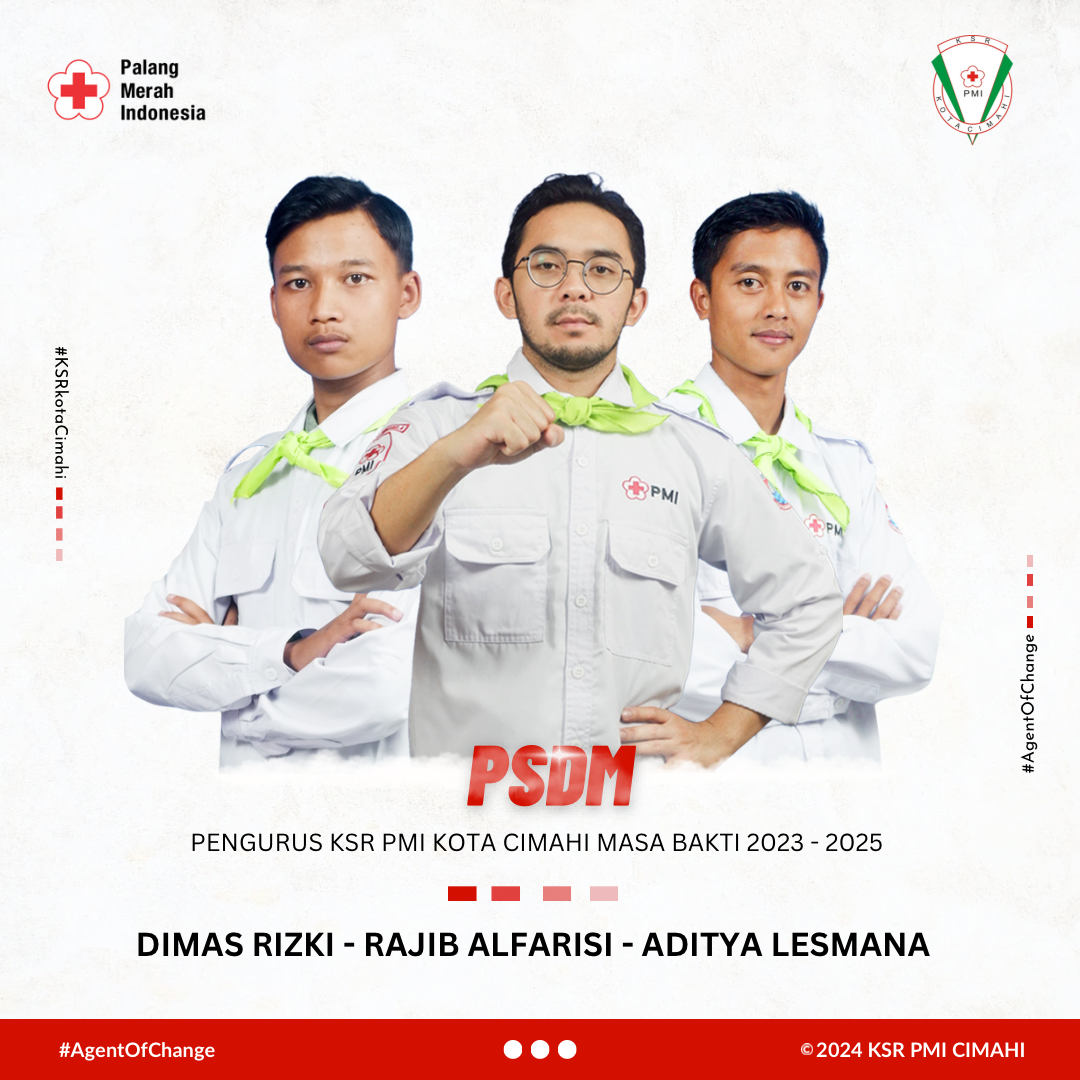 Palang
Merah
Indonesia
KSR
PMI
KOTA CIMAHI
#KSRkotaCimahi
PMI
PMI
PMI
#AgentOfChange
PSDM
PENGURUS KSR PMI KOTA CIMAHI MASA BAKTI 2023 - 2025
DIMAS RIZKI - RAJIB ALFARISI - ADITYA LESMANA
#AgentOfChange
© 2024 KSR PMI CIMAHI